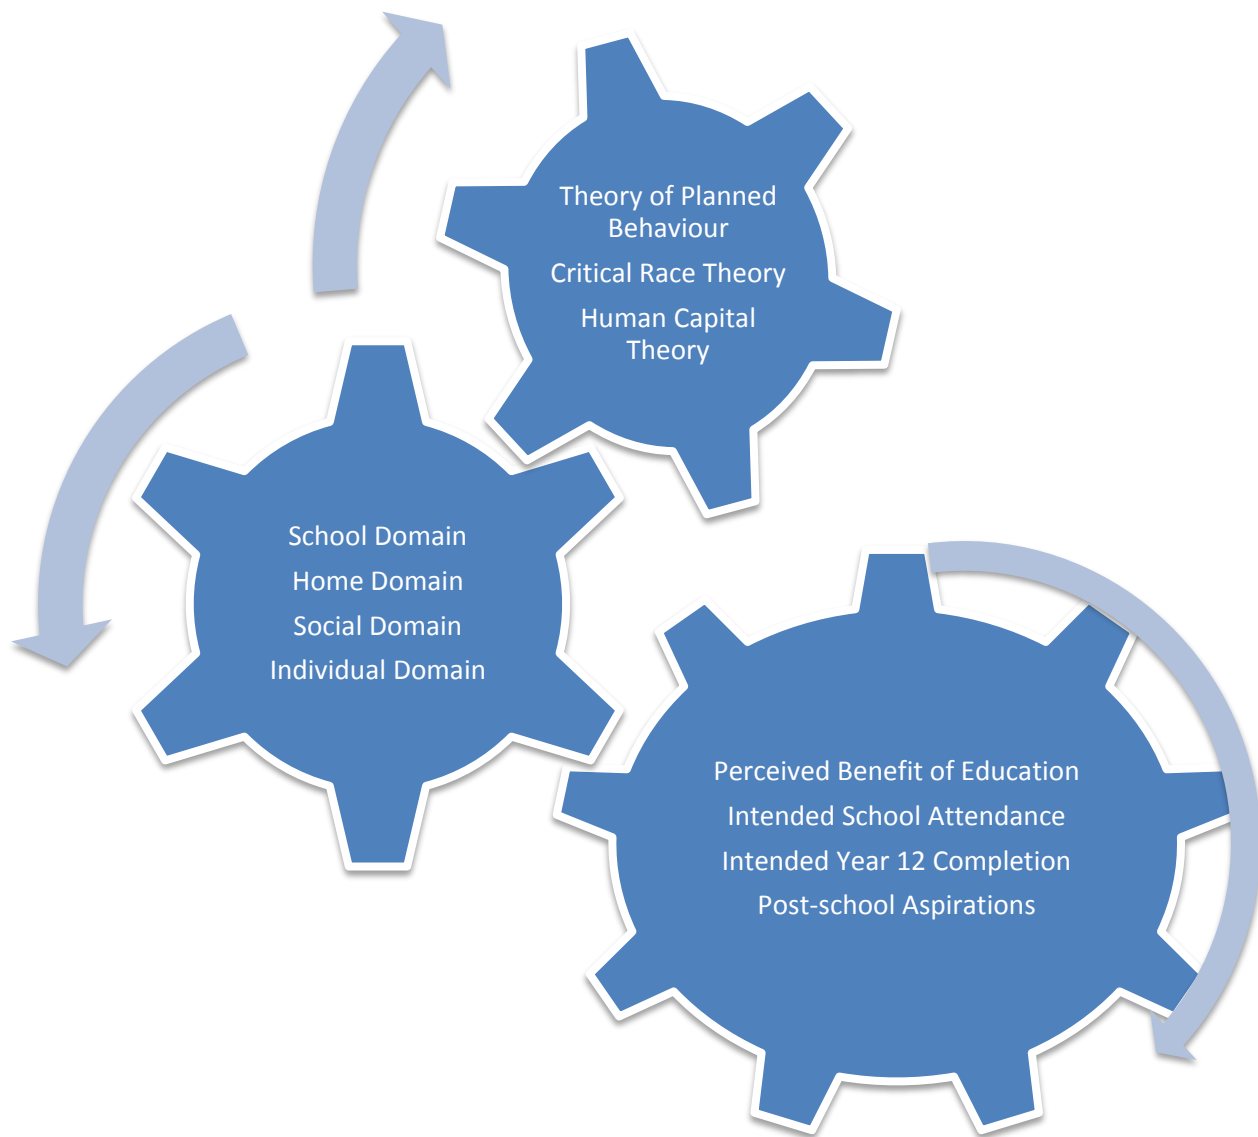 Theory of Planned
Behaviour
Critical Race Theory
Human Capital
Theory
School Domain
Home Domain
Social Domain
Individual Domain
Perceived Benefit of Education
Intended School Attendance
Intended Year 12 Completion
Post-school Aspirations